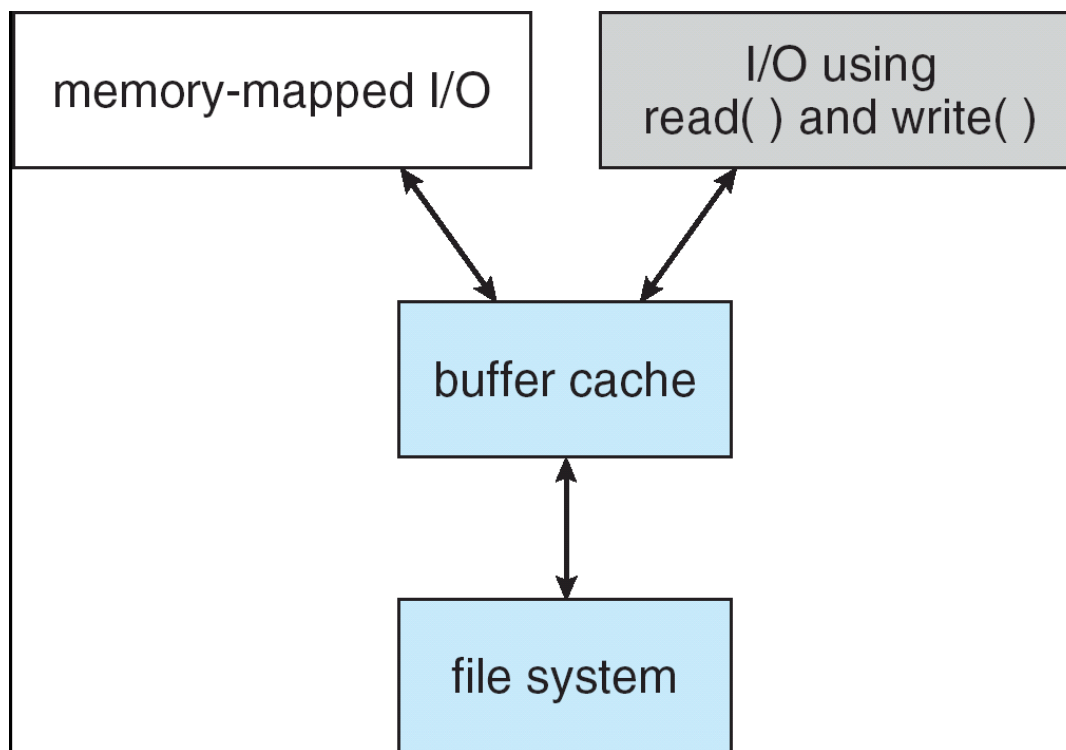 memory-mapped I/O
I/O using
read( ) and write( )
buffer cache
file system